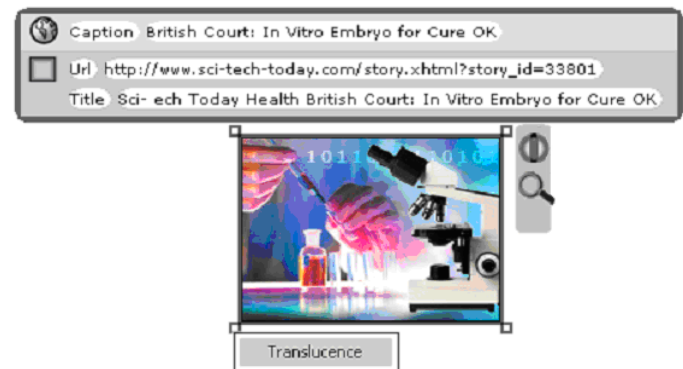 Caption British Court: In Vitro Embryo for Cure OK
Url http://www.sci-tech-today.com/story.xhtml?story_id=33801
Title Sci- ech Today Health British Court: In Vitro Embryo for Cure OK
1011 010
Translucence